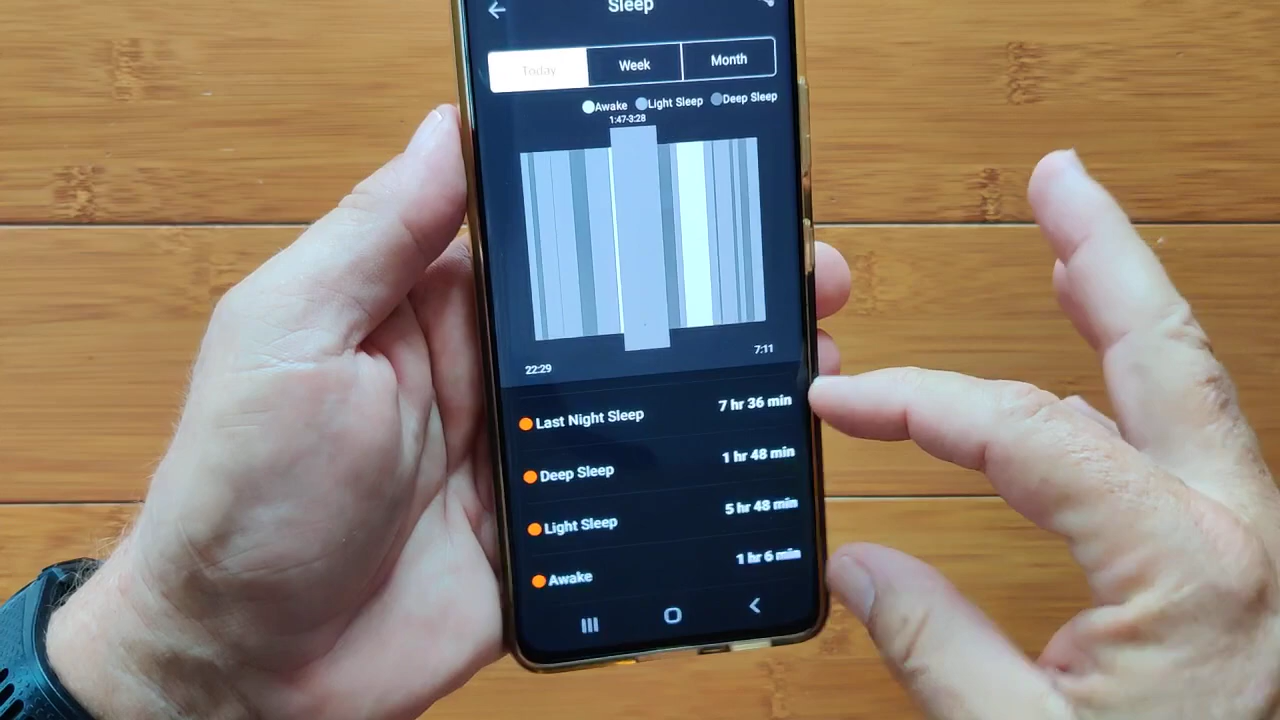 Sleep
Today Week Month
Awake Light Sleep Deep Sleep
1:47-3:28
22:29 7:11
Last Night Sleep 7 hr 36 min
Deep Sleep 1 hr 48 min
Light Sleep 5 hr 48 min
Awake 1 hr 6 min